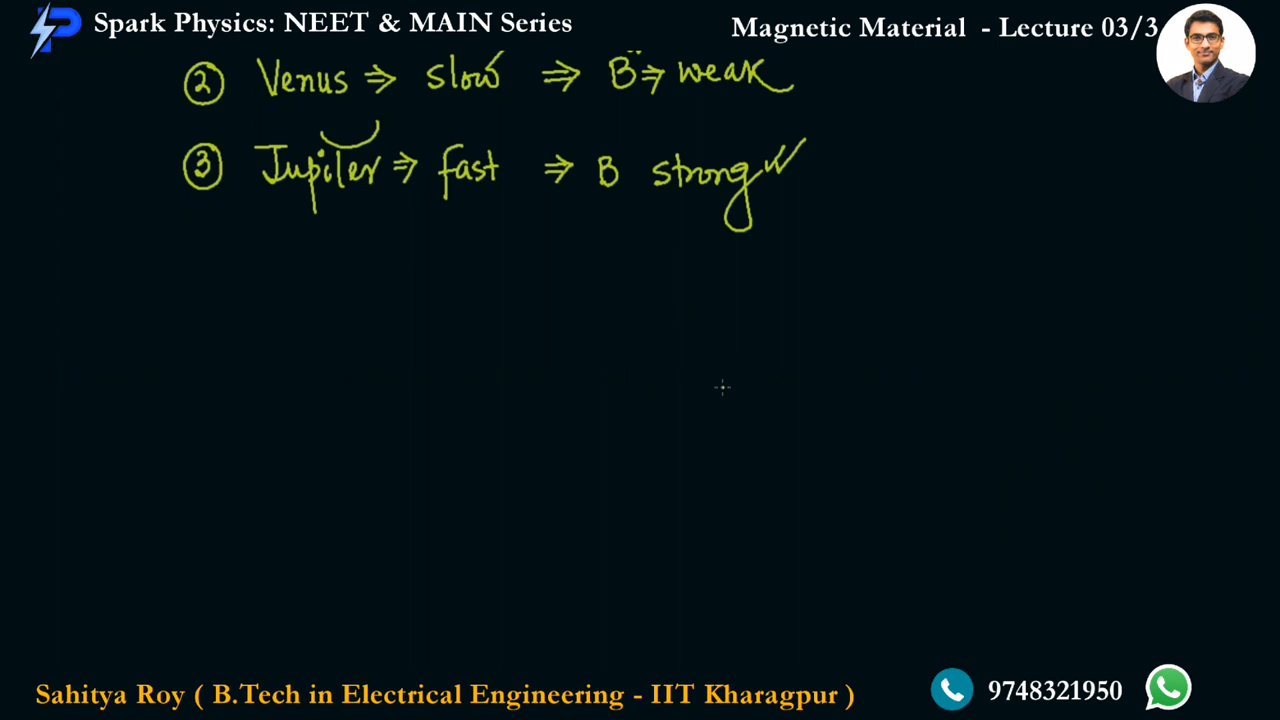 Spark Physics: NEET & MAIN Series
Magnetic Material - Lecture 03/3
② Venus ⇒ slow ⇒ B ⇒ weak
③ Jupiter ⇒ fast ⇒ B strong
Sahitya Roy ( B.Tech in Electrical Engineering - IIT Kharagpur )
9748321950